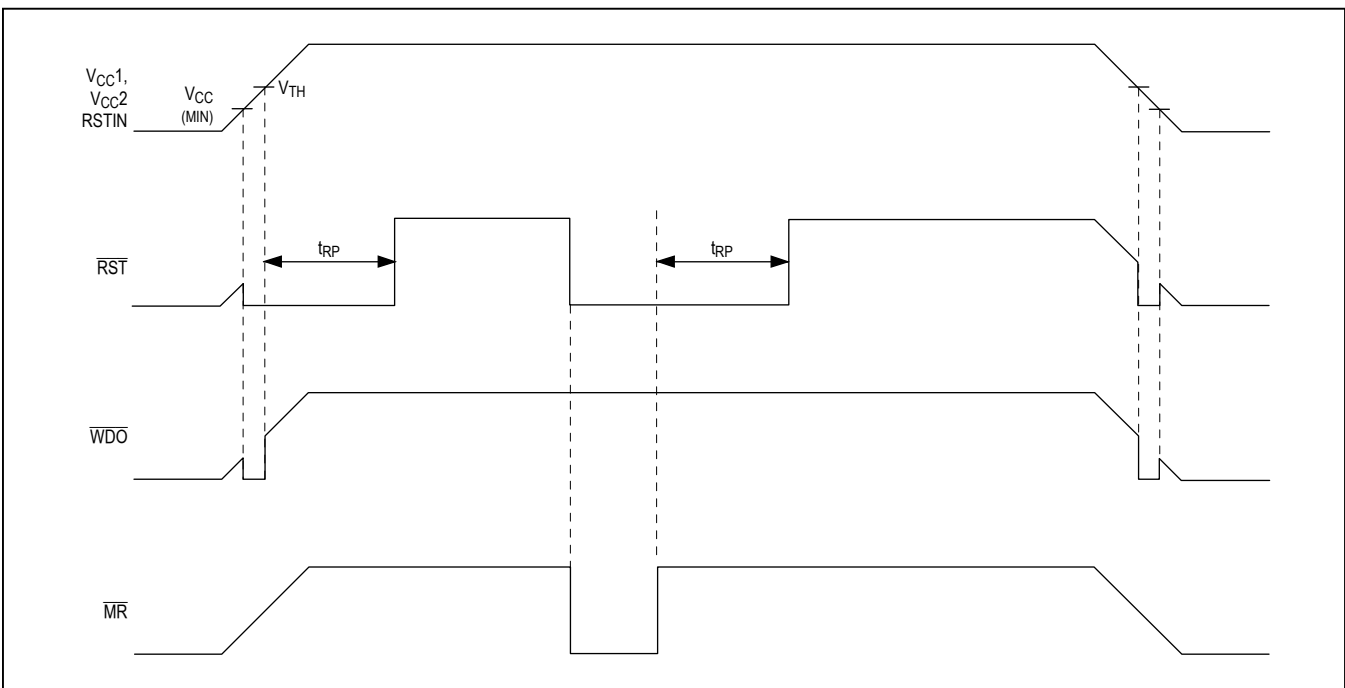 VCC1,
VCC2
RSTIN
VCC
(MIN)
VTH
RST
tRP
tRP
WDO
MR